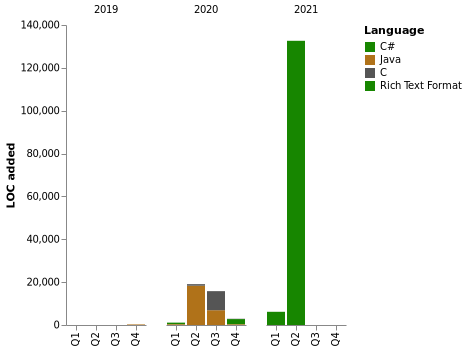 2019 2020 2021
Language
C#
Java
C
Rich Text Format
LOC added
140,000
120,000
100,000
80,000
60,000
40,000
20,000
0
Q1 Q2 Q3 Q4 Q1 Q2 Q3 Q4 Q1 Q2 Q3 Q4